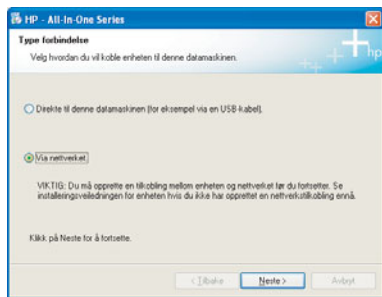 HP - All-In-One Series
Type forbindelse
Velg hvordan du vil koble enheten til denne datamaskinen.
hp
Direkte til denne datamaskinen (for eksempel via en USB-kabel).
Via nettverket
VIKTIG: Du må opprette en tilkobling mellom enheten og nettverket før du fortsetter. Se
installeringsveiledningen for enheten hvis du ikke har opprettet en nettverkstilkobling ennå.
Klikk på Neste for å fortsette.
< Tilbake Neste > Avbryt